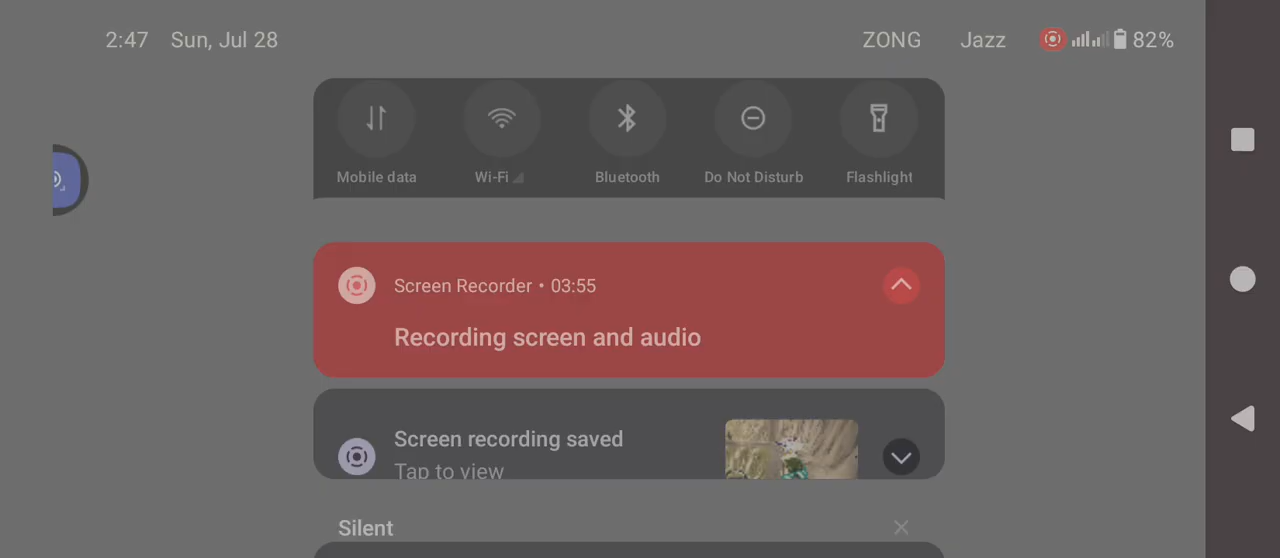 2:47 Sun, Jul 28 ZONG Jazz 82%
Mobile data Wi-Fi Bluetooth Do Not Disturb Flashlight
Screen Recorder • 03:55
Recording screen and audio
Screen recording saved
Tap to view
Silent